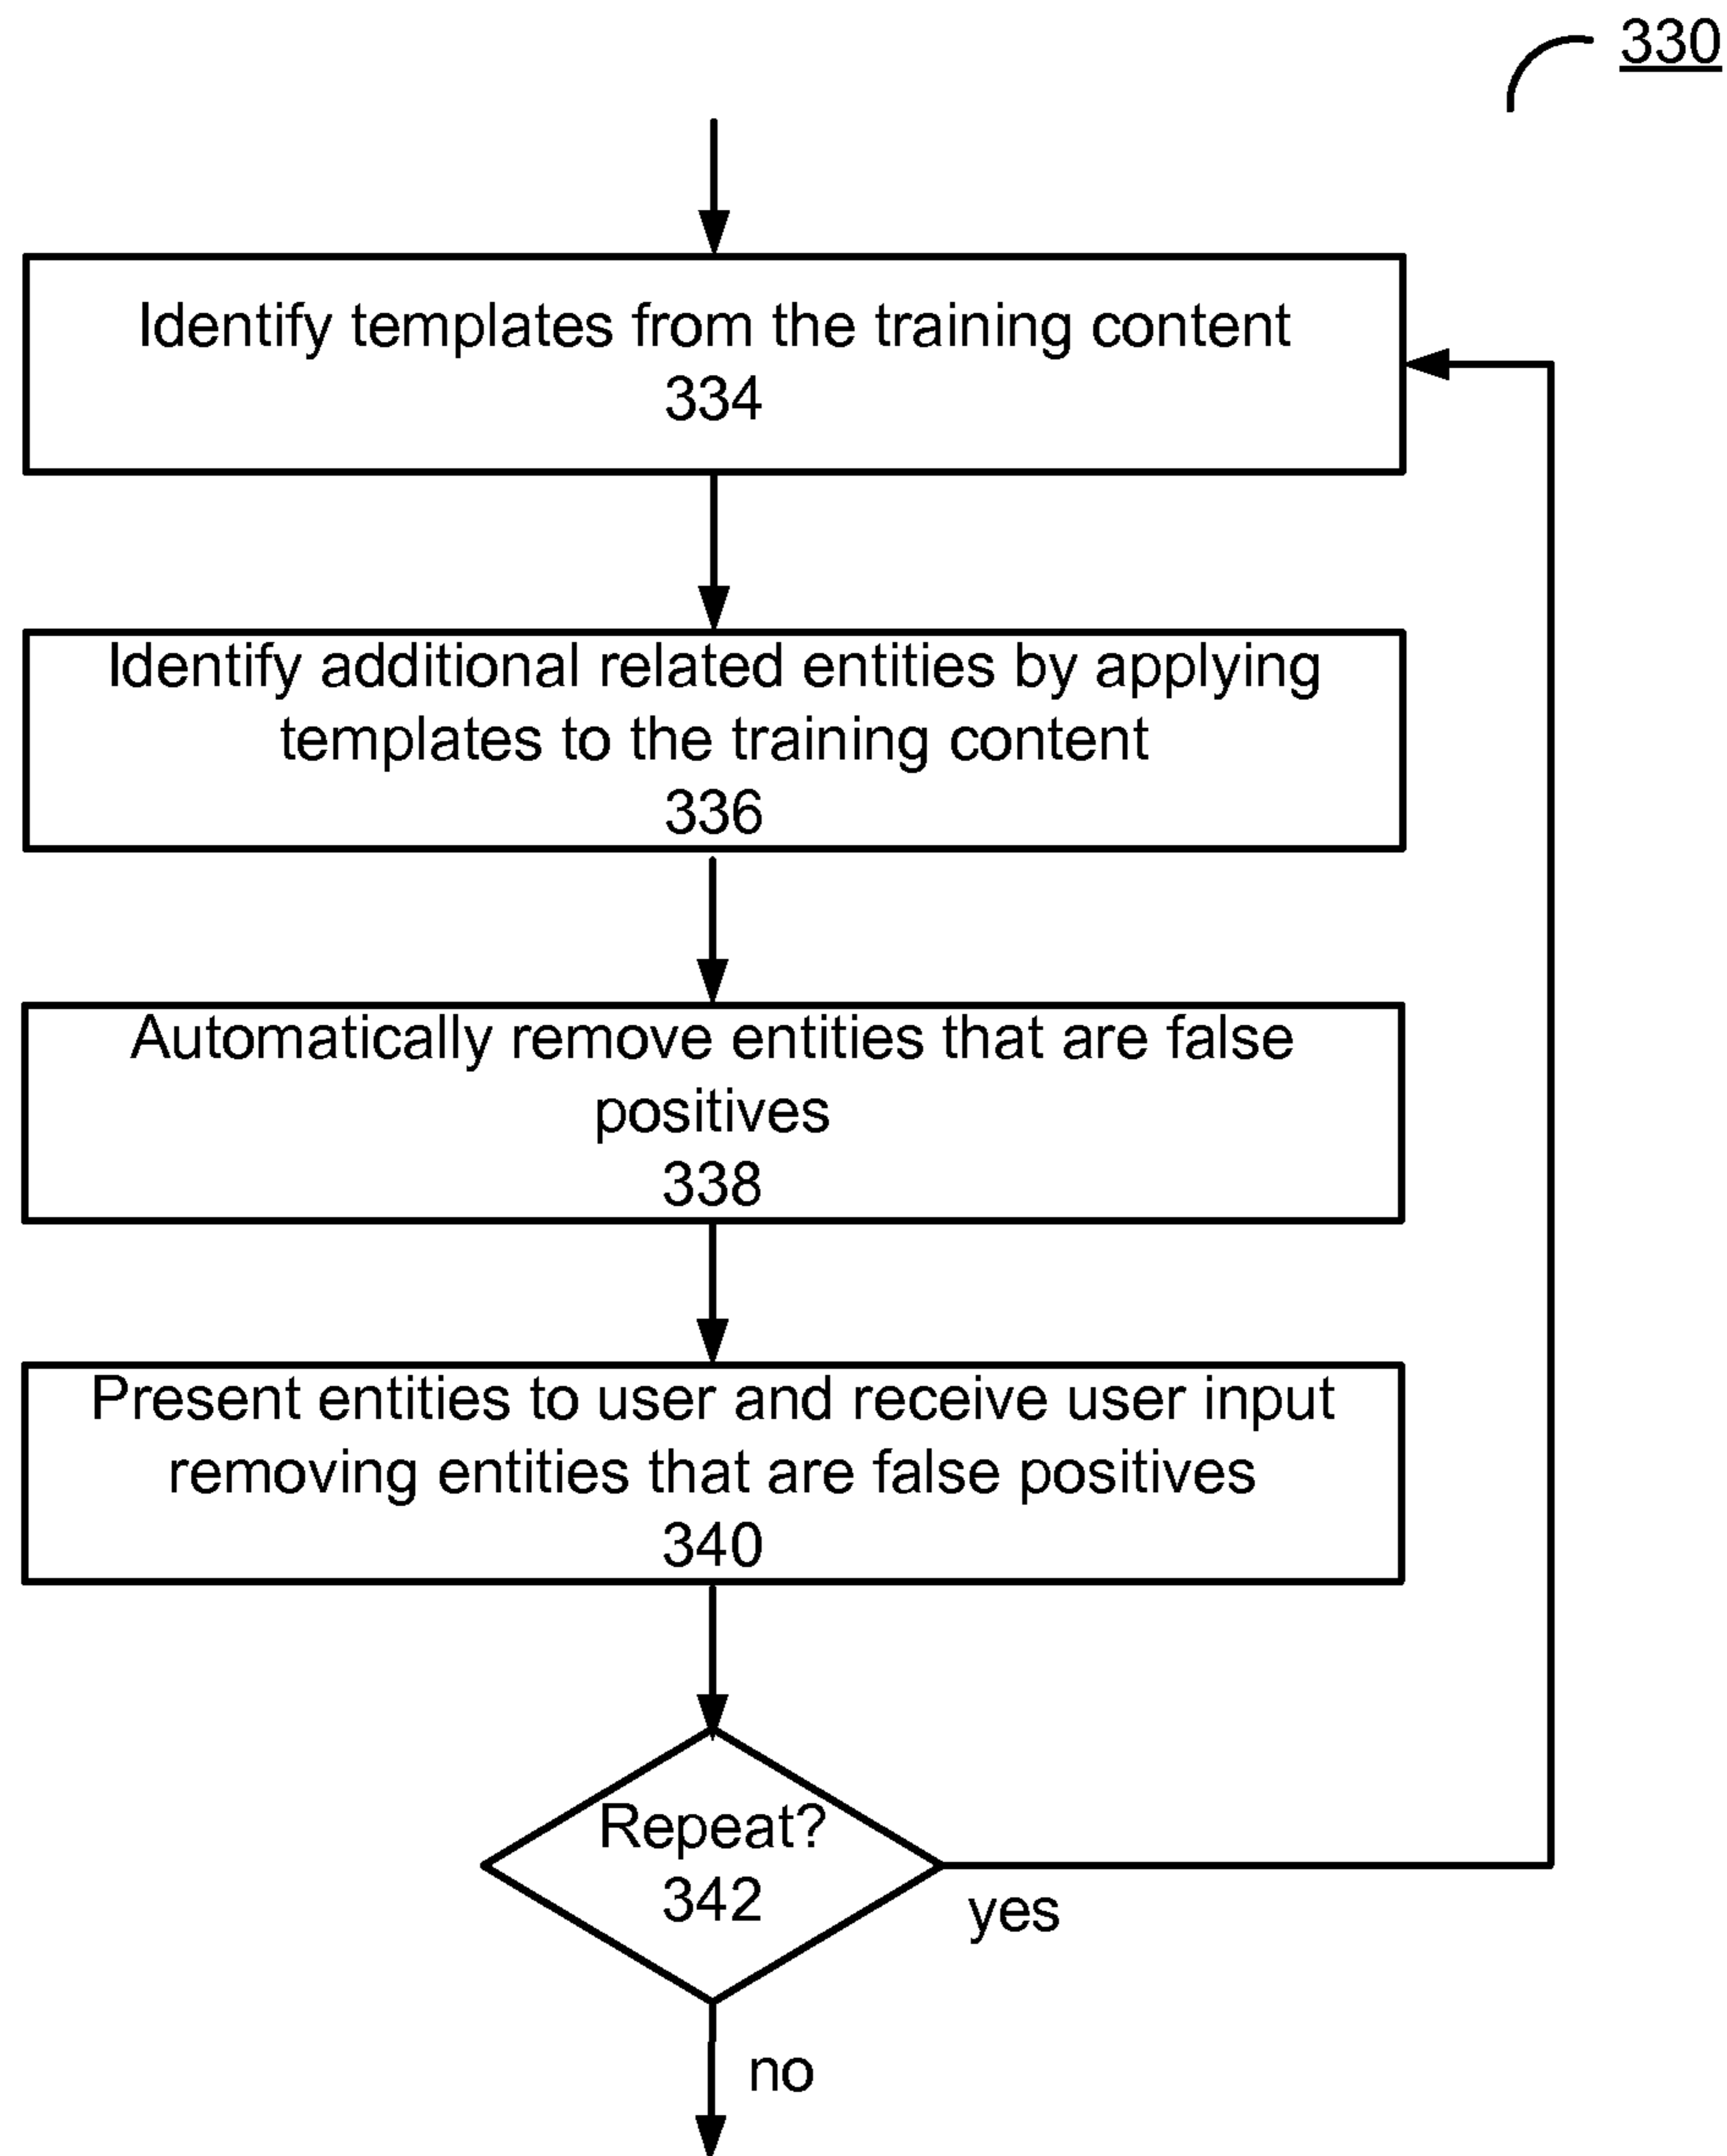 330
Identify templates from the training content
334
Identify additional related entities by applying
templates to the training content
336
Automatically remove entities that are false
positives
338
Present entities to user and receive user input
removing entities that are false positives
340
Repeat?
342
yes
no